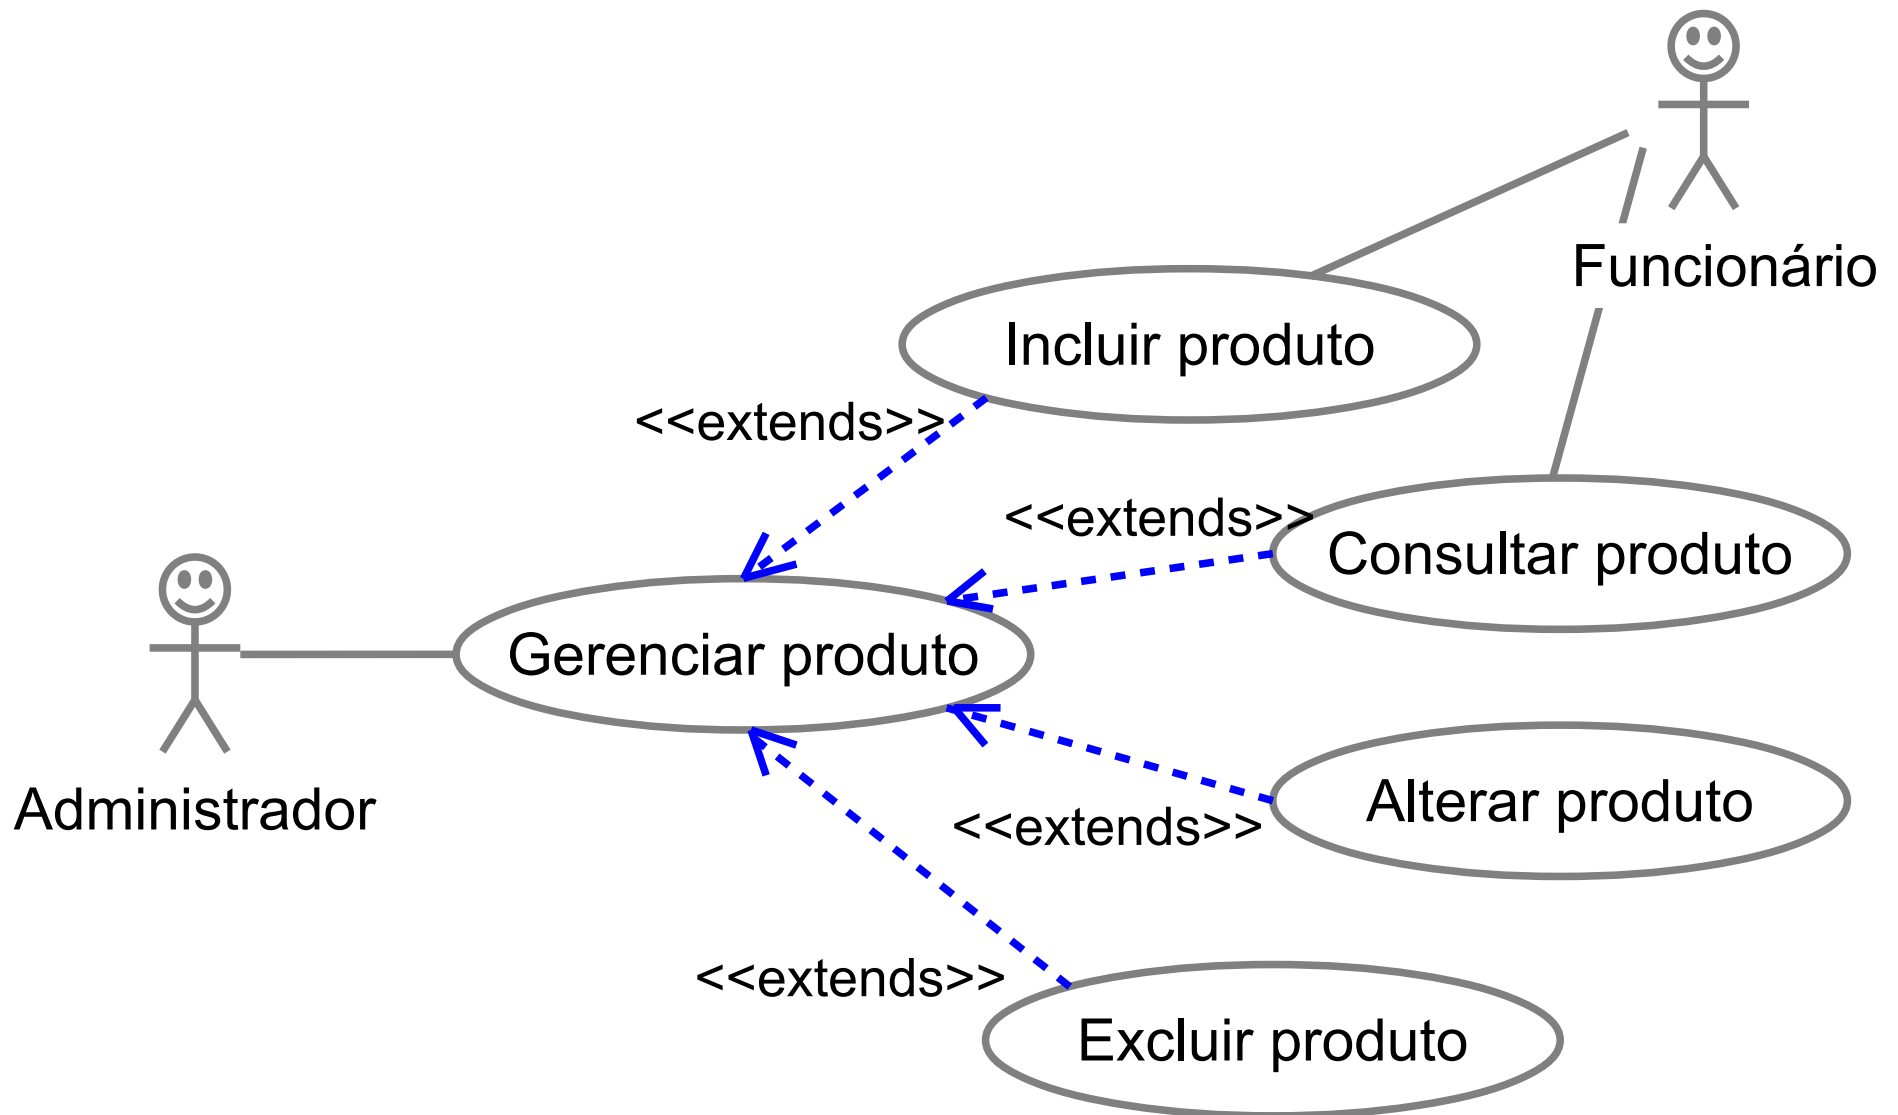 Funcionário
Incluir produto
<<extends>>
<<extends>>
Consultar produto
Gerenciar produto
Administrador
Alterar produto
<<extends>>
<<extends>>
Excluir produto